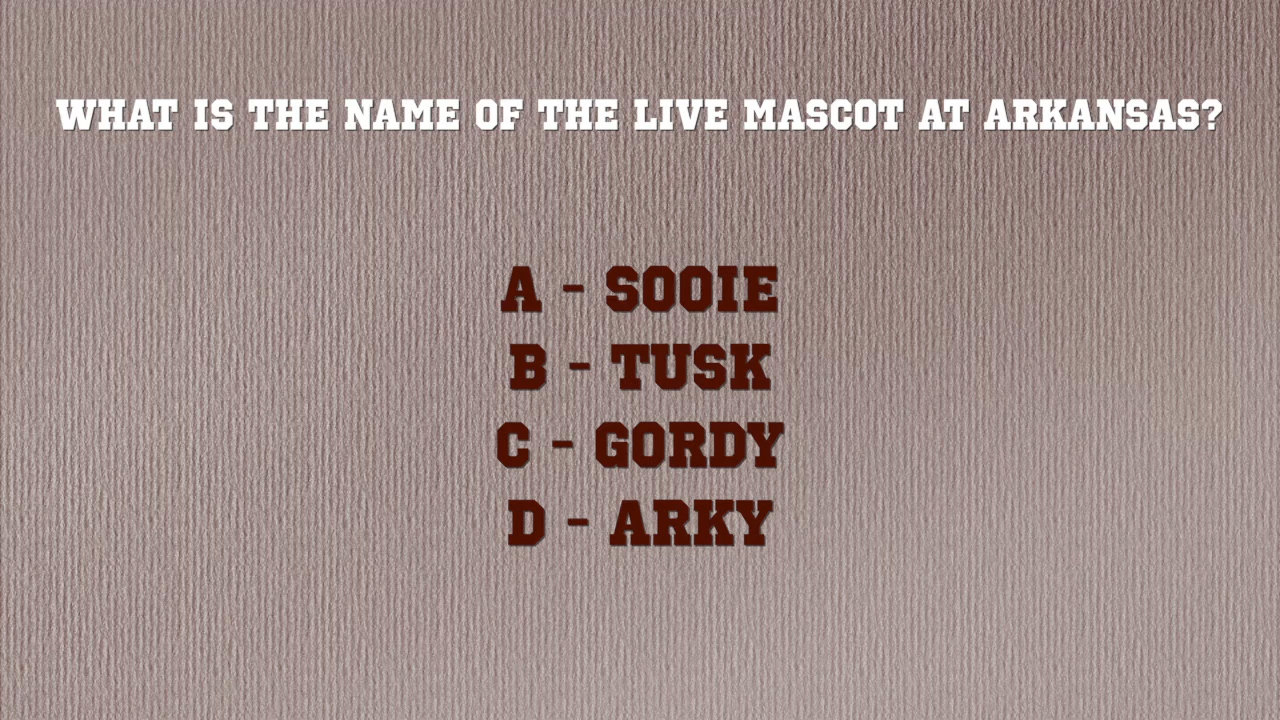 WHAT IS THE NAME OF THE LIVE MASCOT AT ARKANSAS?
A - SOOIE
B - TUSK
C - GORDY
D - ARKY